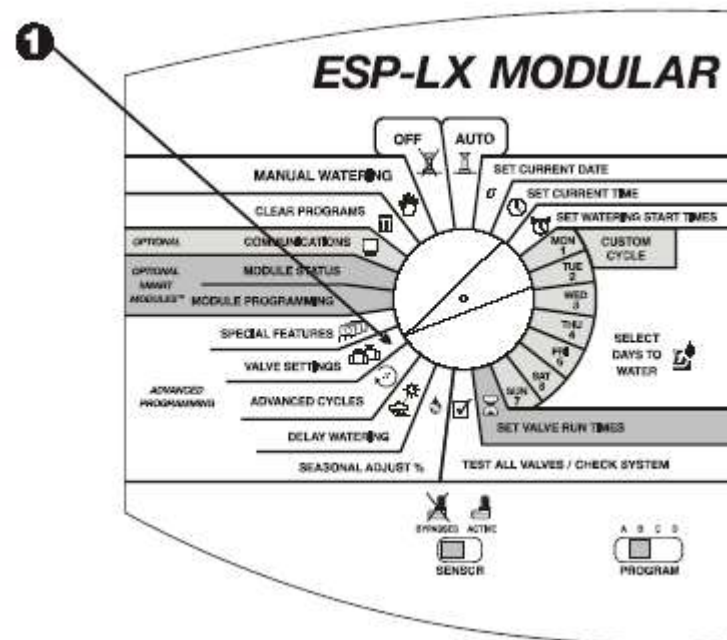 1
ESP-LX MODULAR
OFF
AUTO
MANUAL WATERING
SET CURRENT DATE
6
SET CURRENT TIME
CLEAR PROGRAMS
SET WATERING START TIMES
OPTIONAL
COMMUNICATIONS
MON
1
CUSTOM
CYCLE
OPTIONAL
SMART
MODULES™
MODULE STATUS
MODULE PROGRAMMING
TUE
2
WED
3
THU
4
FRI
5
SAT
6
SUN
7
SELECT
DAYS TO
WATER
SPECIAL FEATURES
VALVE SETTINGS
ADVANCED
PROGRAMMING
ADVANCED CYCLES
DELAY WATERING
SEASONAL ADJUST %
SET VALVE RUN TIMES
TEST ALL VALVES / CHECK SYSTEM
BYPASSES
ACTIVE
SENSOR
A B C D
PROGRAM